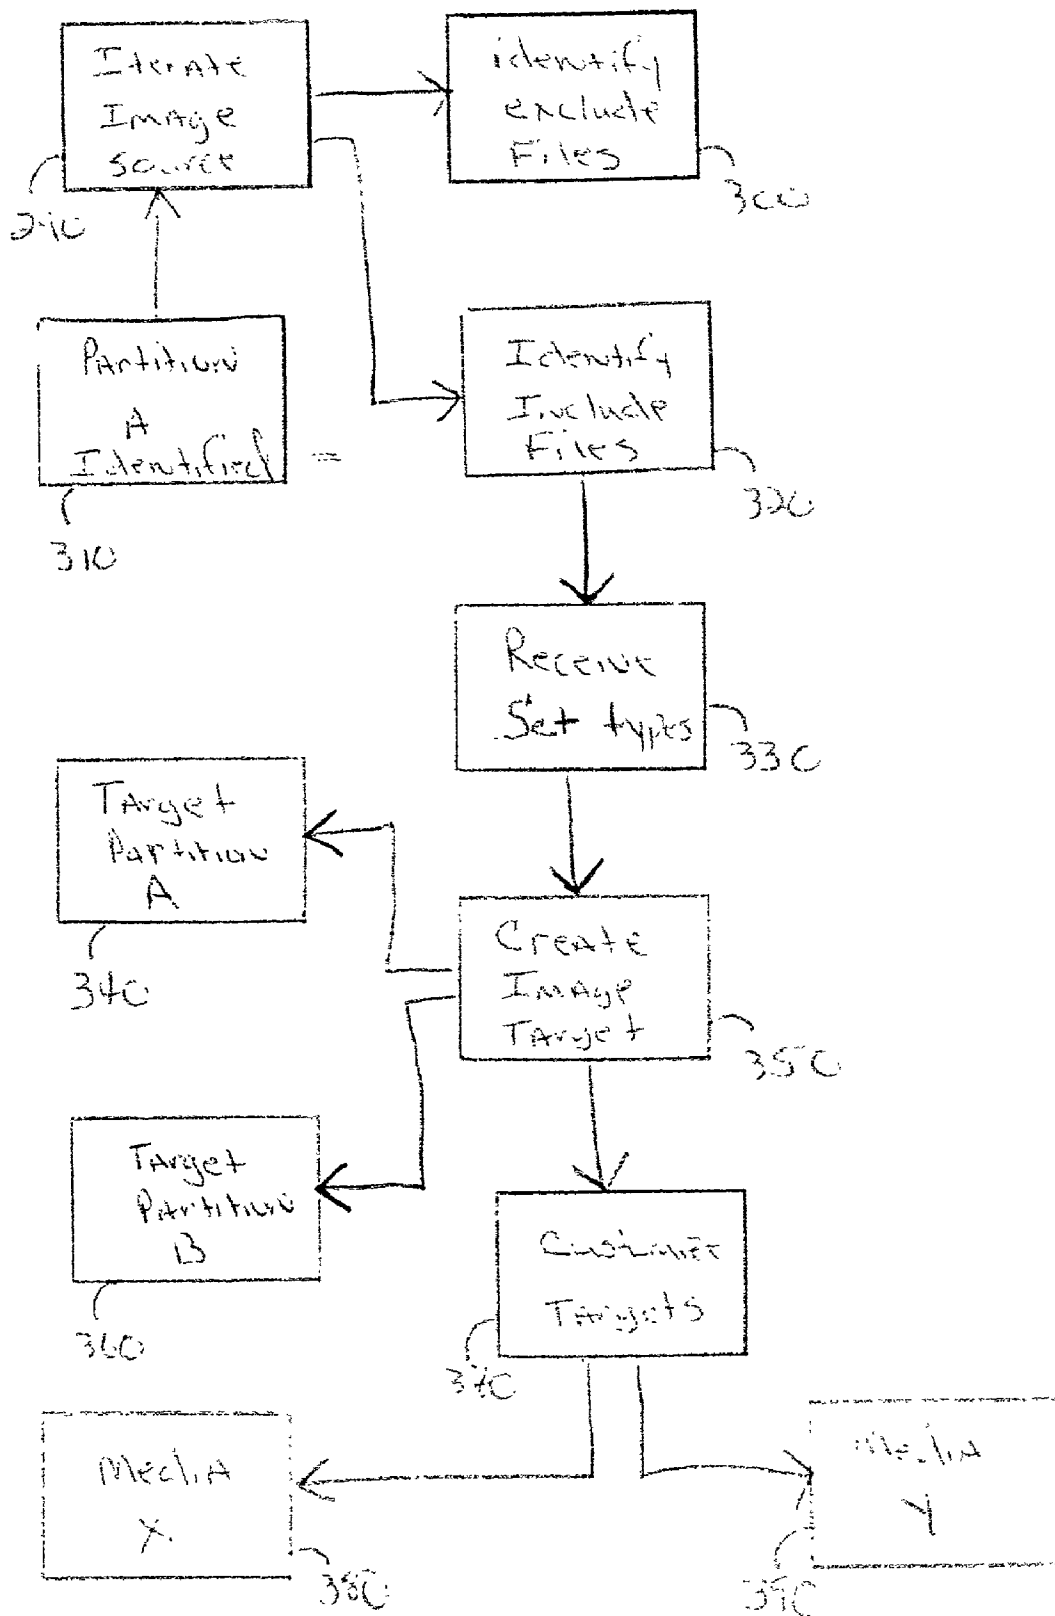 Iterate
Image
Source
290
identify
exclude
Files
300
Partition
A
Identified
=
310
Identify
Include
Files
320
Receive
Set types
330
Target
Partition
A
340
Create
Image
Target
350
Target
Partition
B
360
Customize
Targets
370
Media
X
380
Media
Y
390